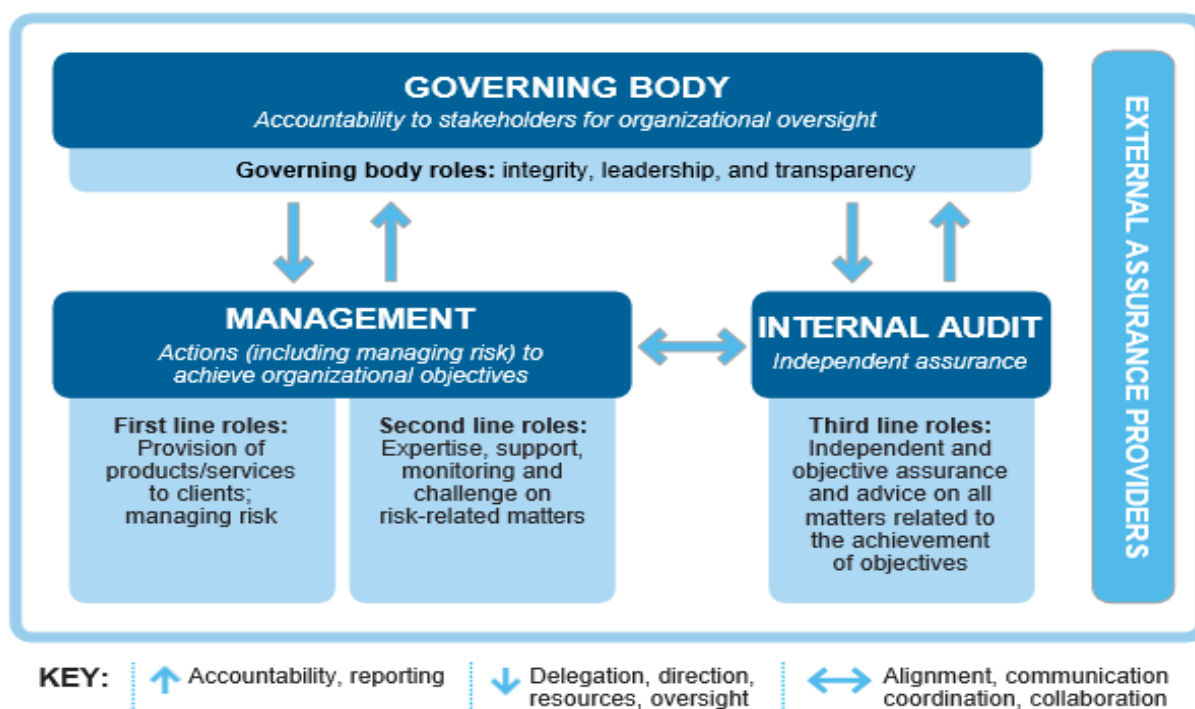 GOVERNING BODY
Accountability to stakeholders for organizational oversight
Governing body roles: integrity, leadership, and transparency
MANAGEMENT
Actions (including managing risk) to
achieve organizational objectives
First line roles:
Provision of
products/services
to clients;
managing risk
Second line roles:
Expertise, support,
monitoring and
challenge on
risk-related matters
INTERNAL AUDIT
Independent assurance
Third line roles:
Independent and
objective assurance
and advice on all
matters related to
the achievement
of objectives
EXTERNAL ASSURANCE PROVIDERS
KEY:
Accountability, reporting
Delegation, direction,
resources, oversight
Alignment, communication
coordination, collaboration